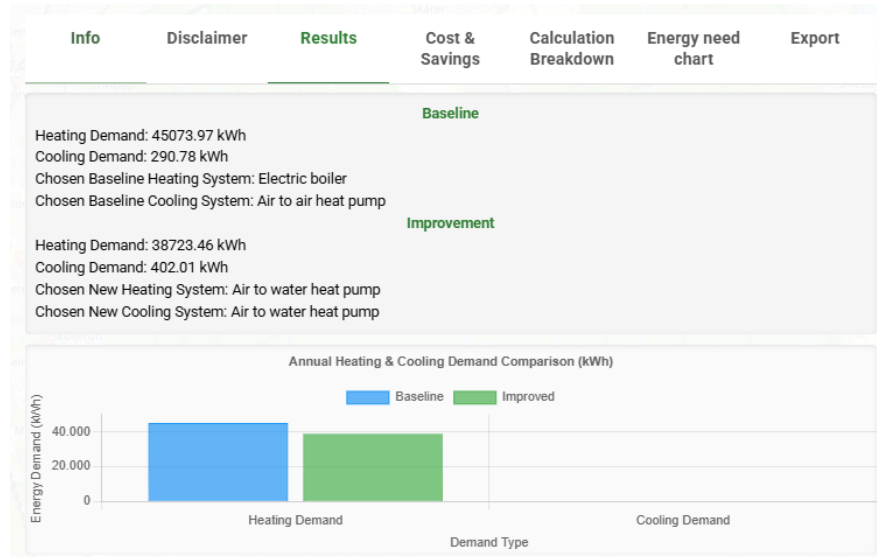 Info
Disclaimer
Results
Cost &
Savings
Calculation
Breakdown
Energy need
chart
Export
Baseline
Heating Demand: 45073.97 kWh
Cooling Demand: 290.78 kWh
Chosen Baseline Heating System: Electric boiler
Chosen Baseline Cooling System: Air to air heat pump
Improvement
Heating Demand: 38723.46 kWh
Cooling Demand: 402.01 kWh
Chosen New Heating System: Air to water heat pump
Chosen New Cooling System: Air to water heat pump
Annual Heating & Cooling Demand Comparison (kWh)
Baseline
Improved
Energy Demand (kWh)
40.000
20.000
0
Heating Demand
Cooling Demand
Demand Type